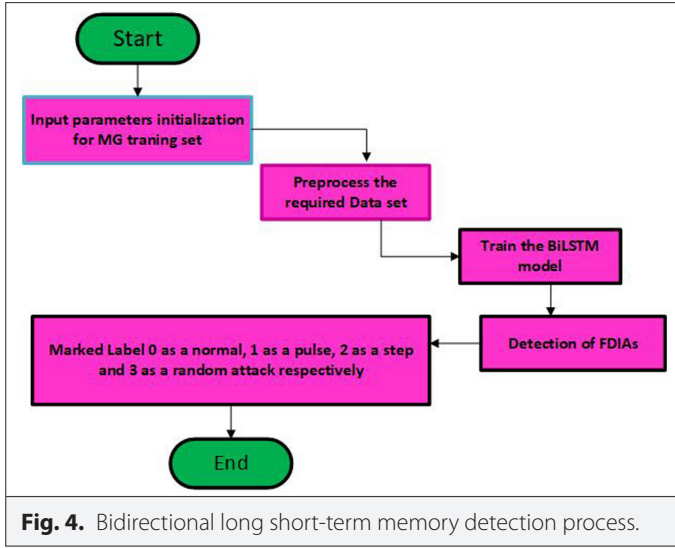 Start
Input parameters initialization
for MG traning set
Preprocess the
required Data set
Train the BiLSTM
model
Detection of FDIAs
Marked Label 0 as a normal, 1 as a pulse, 2 as a step
and 3 as a random attack respectively
End
Fig. 4. Bidirectional long short-term memory detection process.